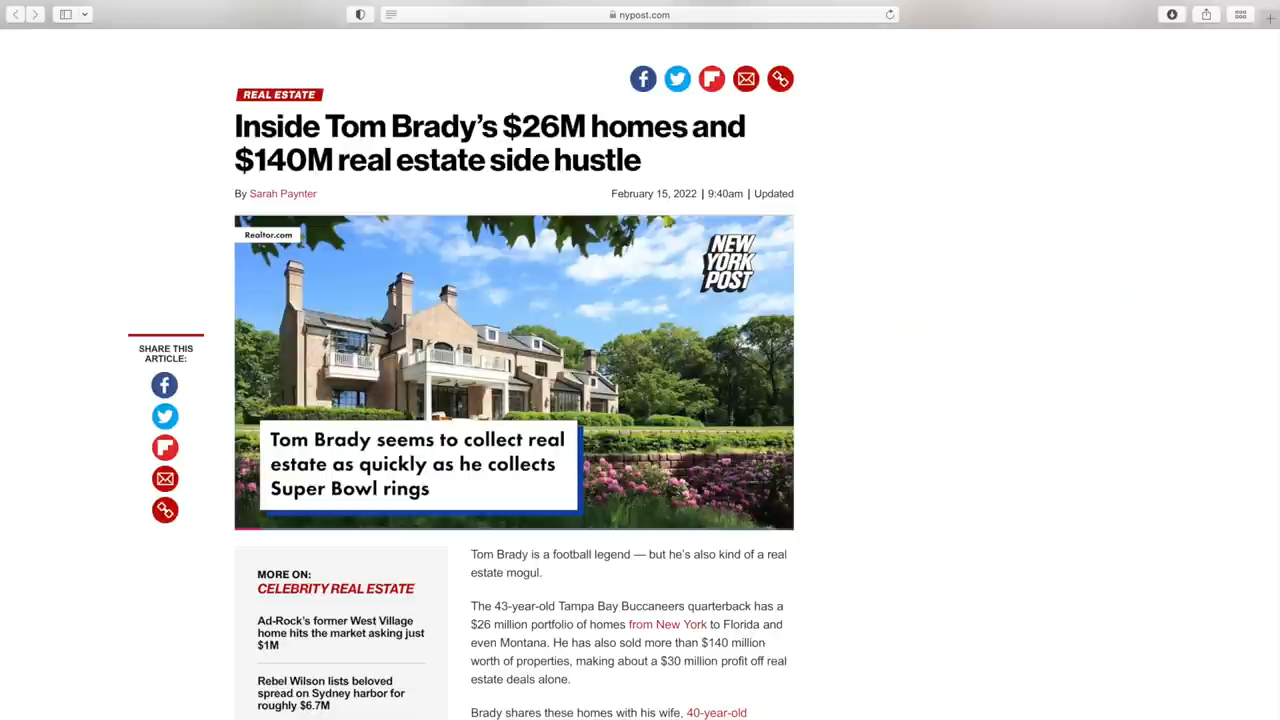 nypost.com
REAL ESTATE
Inside Tom Brady's $26M homes and
$140M real estate side hustle
By Sarah Paynter
February 15, 2022 | 9:40am | Updated
Realtor.com
NEW
YORK
POST
SHARE THIS
ARTICLE:
Tom Brady seems to collect real
estate as quickly as he collects
Super Bowl rings
MORE ON:
CELEBRITY REAL ESTATE
Ad-Rock's former West Village
home hits the market asking just
$1M
Rebel Wilson lists beloved
spread on Sydney harbor for
roughly $6.7M
Tom Brady is a football legend — but he's also kind of a real
estate mogul.
The 43-year-old Tampa Bay Buccaneers quarterback has a
$26 million portfolio of homes from New York to Florida and
even Montana. He has also sold more than $140 million
worth of properties, making about a $30 million profit off real
estate deals alone.
Brady shares these homes with his wife, 40-year-old